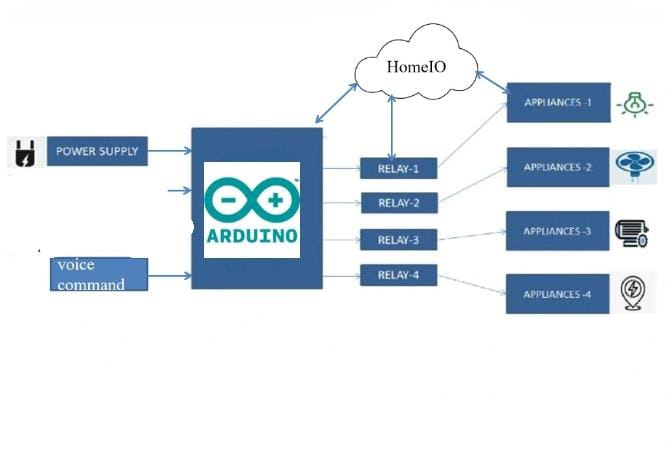 HomeIO
APPLIANCES -1
POWER SUPPLY
APPLIANCES -2
RELAY-1
RELAY-2
ARDUINO
™
RELAY-3
APPLIANCES -3
voice
command
RELAY-4
APPLIANCES -4